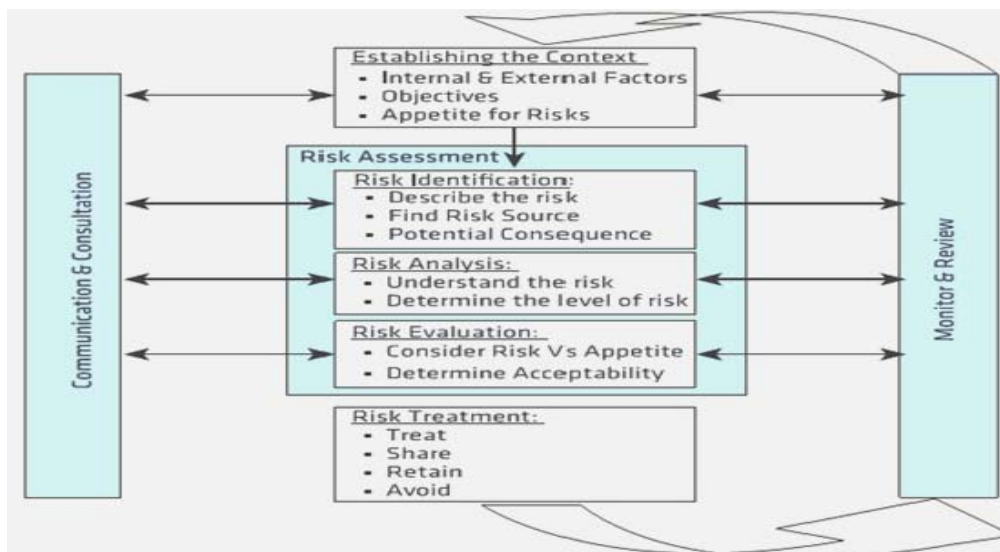 Establishing the Context
▪ Internal & External Factors
▪ Objectives
▪ Appetite for Risks
Risk Assessment
Risk Identification:
▪ Describe the risk
▪ Find Risk Source
▪ Potential Consequence
Risk Analysis:
▪ Understand the risk
▪ Determine the level of risk
Risk Evaluation:
▪ Consider Risk Vs Appetite
▪ Determine Acceptability
Risk Treatment:
▪ Treat
▪ Share
▪ Retain
▪ Avoid
Communication & Consultation
Monitor & Review